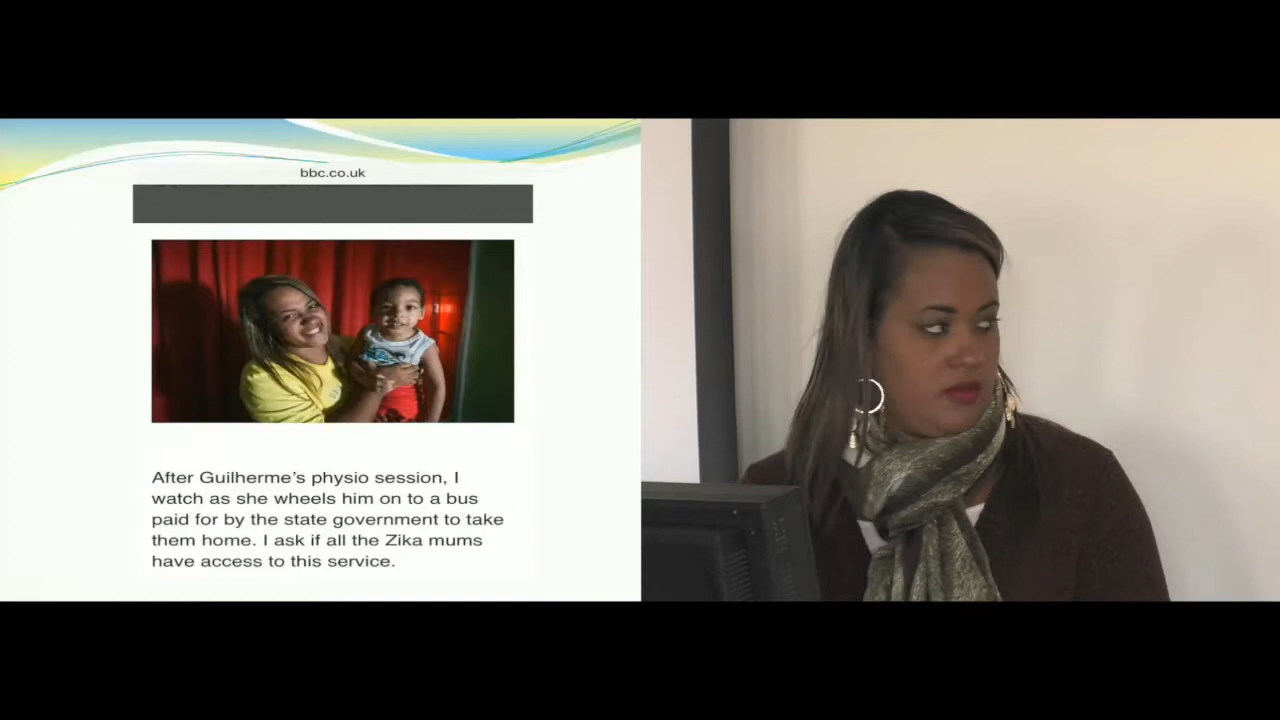 bbc.co.uk
After Guilherme’s physio session, I
watch as she wheels him on to a bus
paid for by the state government to take
them home. I ask if all the Zika mums
have access to this service.